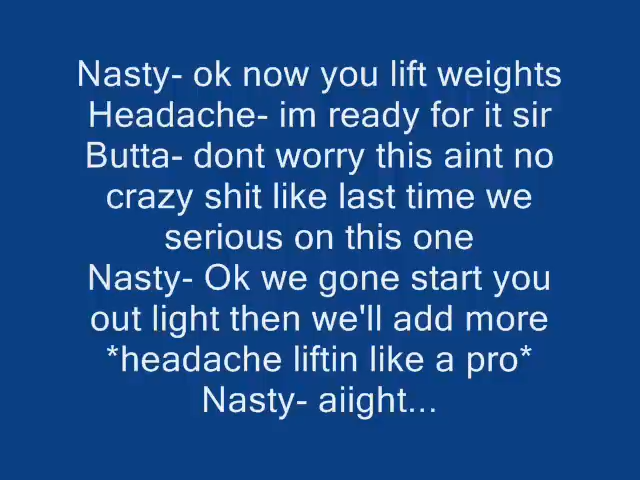 Nasty- ok now you lift weights
Headache- im ready for it sir
Butta- dont worry this aint no
crazy shit like last time we
serious on this one
Nasty- Ok we gone start you
out light then we'll add more
*headache liftin like a pro*
Nasty- aiight...